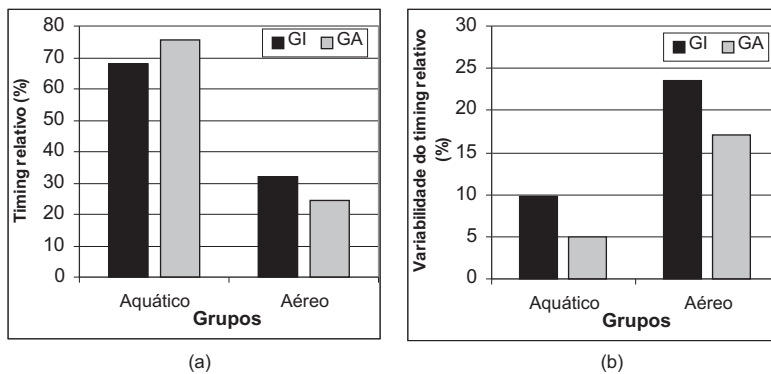 Timing relativo (%)
80
70
60
50
40
30
20
10
0
GI GA
Aquático Aéreo
Grupos
(a)
Variabilidade do timing relativo
(%)
30
25
20
15
10
5
0
GI GA
Aquático Aéreo
Grupos
(b)